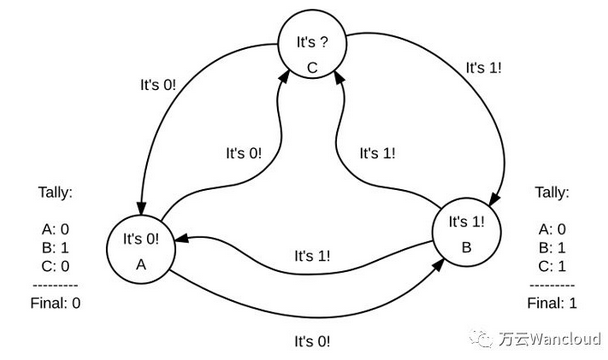 It's ?
C
It's 0!
It's 1!
It's 0!
It's 1!
Tally:
A: 0
B: 1
C: 0
---------
Final: 0
It's 0!
A
It's 1!
It's 1!
B
Tally:
A: 0
B: 1
C: 1
---------
Final: 1
It's 0!
万云Wancloud